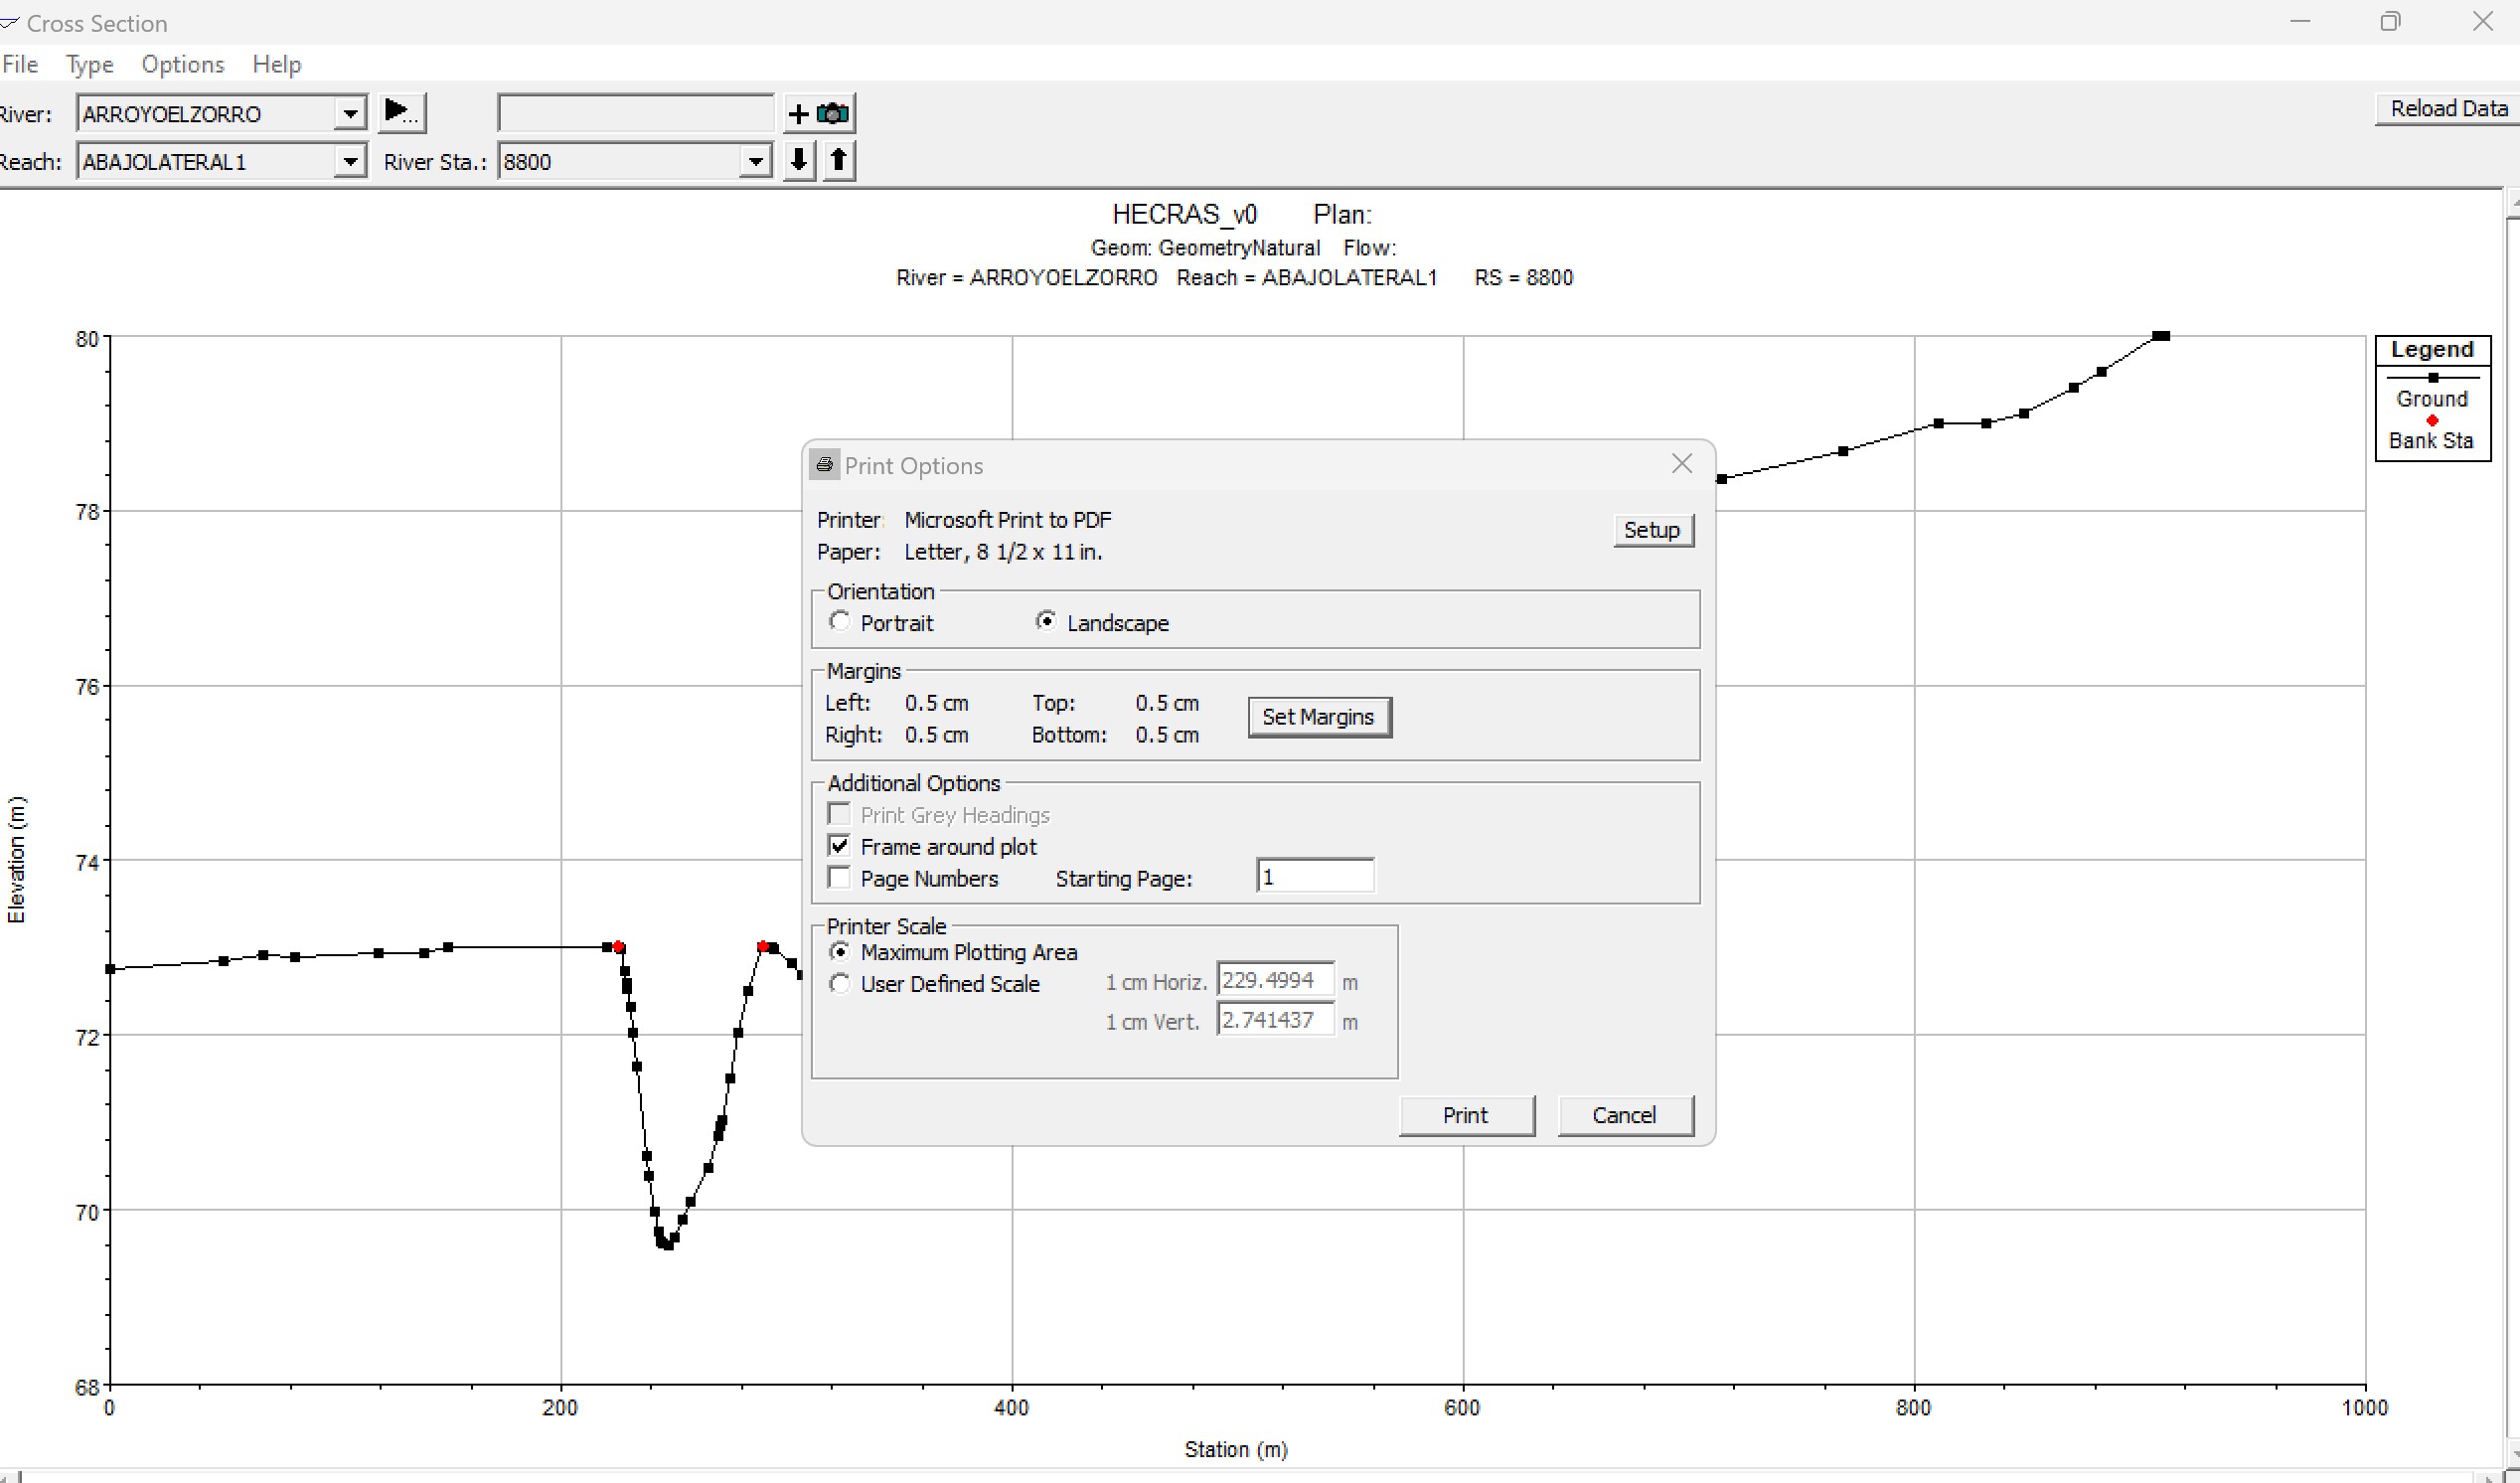 Cross Section
File Type Options Help
River: ARROYOELZORRO ... Reload Data
Reach: ABAJOLATERAL1 River Sta.: 8800
HECRAS_v0 Plan:
Geom: GeometryNatural Flow:
River = ARROYOELZORRO Reach = ABAJOLATERAL1 RS = 8800
Legend
Ground
Bank Sta
80
78
76
74
72
70
68
Elevation (m)
0 200 400 600 800 1000
Station (m)
Print Options
Printer: Microsoft Print to PDF
Setup
Paper: Letter, 8 1/2 x 11 in.
Orientation
Portrait Landscape
Margins
Left: 0.5 cm Top: 0.5 cm
Set Margins
Right: 0.5 cm Bottom: 0.5 cm
Additional Options
Print Grey Headings
Frame around plot
Page Numbers Starting Page: 1
Printer Scale
Maximum Plotting Area
User Defined Scale 1 cm Horiz. 229.4994 m
1 cm Vert. 2.741437 m
Print Cancel